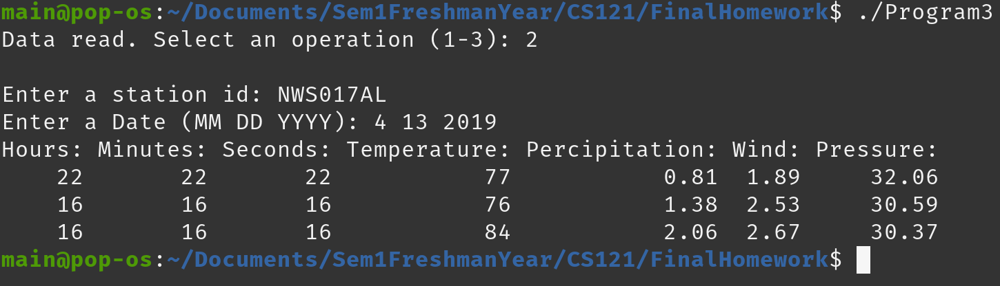 main@pop-os:~/Documents/Sem1FreshmanYear/CS121/FinalHomework$ ./Program3
Data read. Select an operation (1-3): 2
Enter a station id: NWS017AL
Enter a Date (MM DD YYYY): 4 13 2019
Hours: Minutes: Seconds: Temperature: Percipitation: Wind: Pressure:
22 22 22 77 0.81 1.89 32.06
16 16 16 76 1.38 2.53 30.59
16 16 16 84 2.06 2.67 30.37
main@pop-os:~/Documents/Sem1FreshmanYear/CS121/FinalHomework$